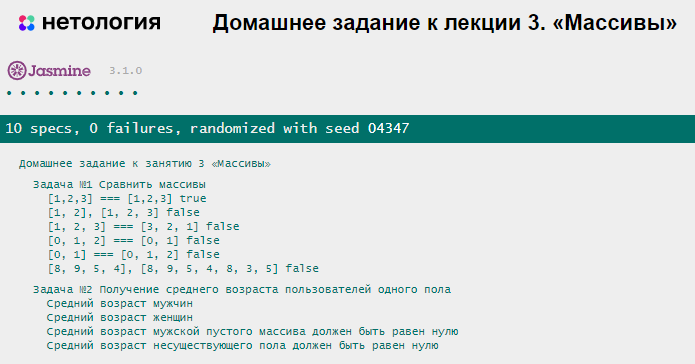 нетология
Домашнее задание к лекции 3. «Массивы»
Jasmine 3.1.0
10 specs, 0 failures, randomized with seed 04347
Домашнее задание к занятию 3 «Массивы»
Задача №1 Сравнить массивы
[1,2,3] === [1,2,3] true
[1, 2], [1, 2, 3] false
[1, 2, 3] === [3, 2, 1] false
[0, 1, 2] === [0, 1] false
[0, 1] === [0, 1, 2] false
[8, 9, 5, 4], [8, 9, 5, 4, 8, 3, 5] false
Задача №2 Получение среднего возраста пользователей одного пола
Средний возраст мужчин
Средний возраст женщин
Средний возраст мужской пустого массива должен быть равен нулю
Средний возраст несуществующего пола должен быть равен нулю